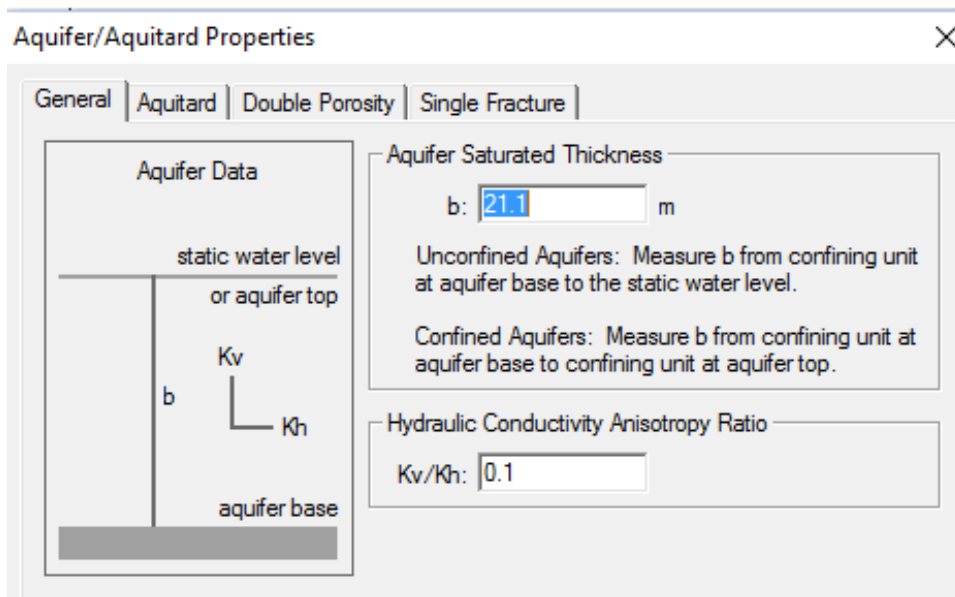 Aquifer/Aquitard Properties
General Aquitard Double Porosity Single Fracture
Aquifer Data
static water level
or aquifer top
Kv
b
Kh
aquifer base
Aquifer Saturated Thickness
b: 21.1 m
Unconfined Aquifers: Measure b from confining unit
at aquifer base to the static water level.
Confined Aquifers: Measure b from confining unit at
aquifer base to confining unit at aquifer top.
Hydraulic Conductivity Anisotropy Ratio
Kv/Kh: 0.1